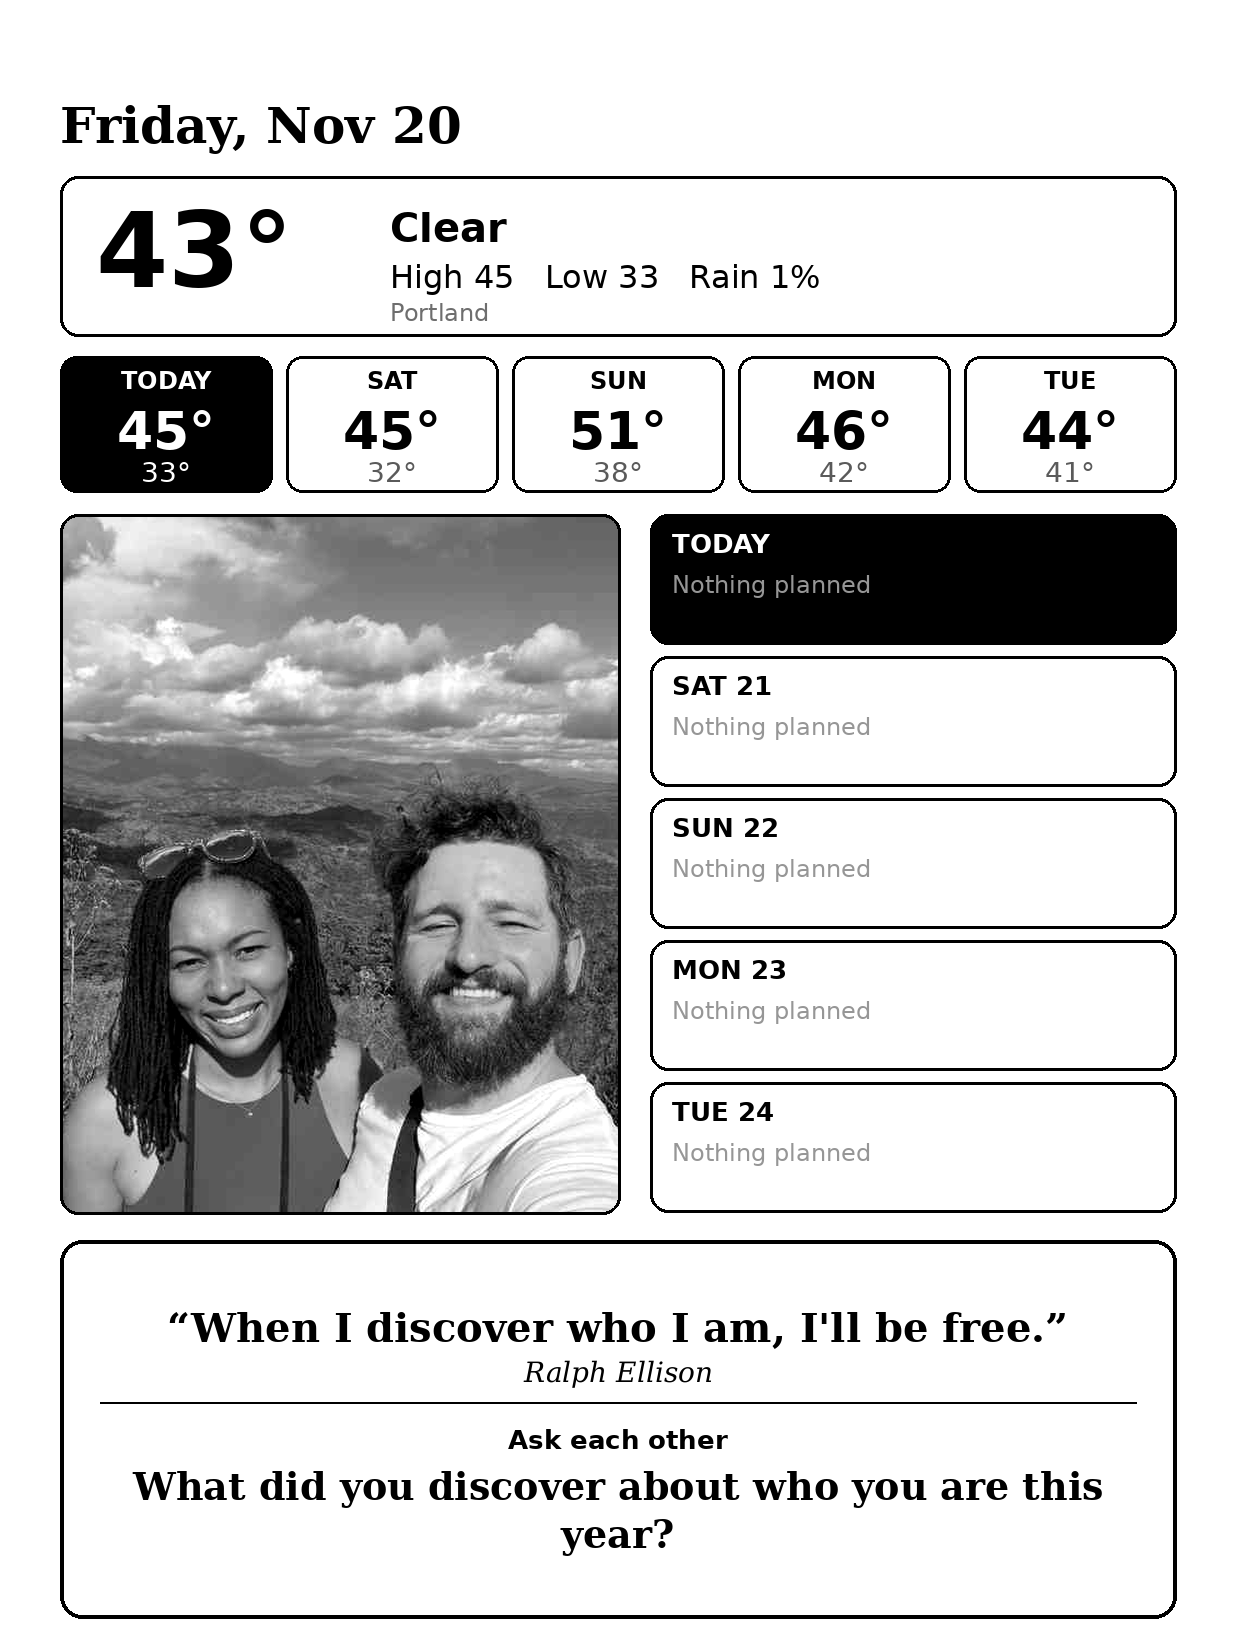 Friday, Nov 20
43°
Clear
High 45 Low 33 Rain 1%
Portland
TODAY
45°
33°
SAT
45°
32°
SUN
51°
38°
MON
46°
42°
TUE
44°
41°
TODAY
Nothing planned
SAT 21
Nothing planned
SUN 22
Nothing planned
MON 23
Nothing planned
TUE 24
Nothing planned
“When I discover who I am, I'll be free.”
Ralph Ellison
Ask each other
What did you discover about who you are this
year?